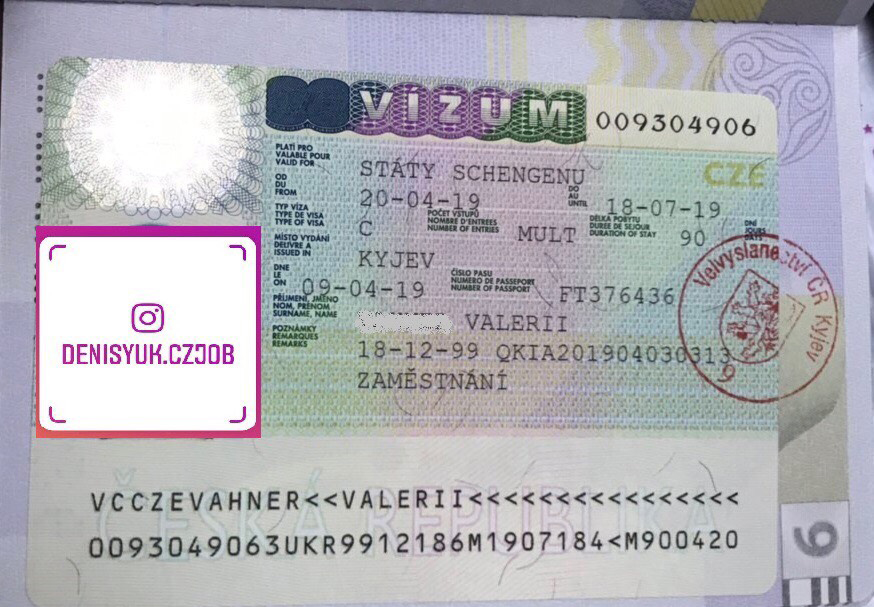 VÍZUM
009304906
PLATÍ PRO
VALABLE POUR
VALID FOR
STÁTY SCHENGENU
CZE
OD
DU
FROM
20-04-19
DO
AU
UNTIL
18-07-19
TYP VÍZA
TYPE DE VISA
TYPE OF VISA
C
POČET VSTUPŮ
NOMBRE D'ENTREES
NUMBER OF ENTRIES
MULT
DÉLKA POBYTU
DUREE DE SEJOUR
DURATION OF STAY
90
DNÍ
JOURS
DAYS
MÍSTO VYDÁNÍ
DELIVRE A
ISSUED IN
KYJEV
DNE
LE
ON
09-04-19
ČÍSLO PASU
NUMERO DE PASSEPORT
NUMBER OF PASSPORT
FT376436
PŘÍJMENÍ, JMÉNO
NOM, PRÉNOM
SURNAME, NAME
VALERII
POZNÁMKY
REMARQUES
REMARKS
18-12-99 QKIA201904030313
ZAMĚSTNÁNÍ
Velvyslanectví ČR Kyjev
9
DENISYUK.CZJOB
ČESKÁ REPUBLIKA
VCCZEVAHNER<<VALERII<<<<<<<<<<<<<<<<
0093049063UKR9912186M1907184<M900420
9